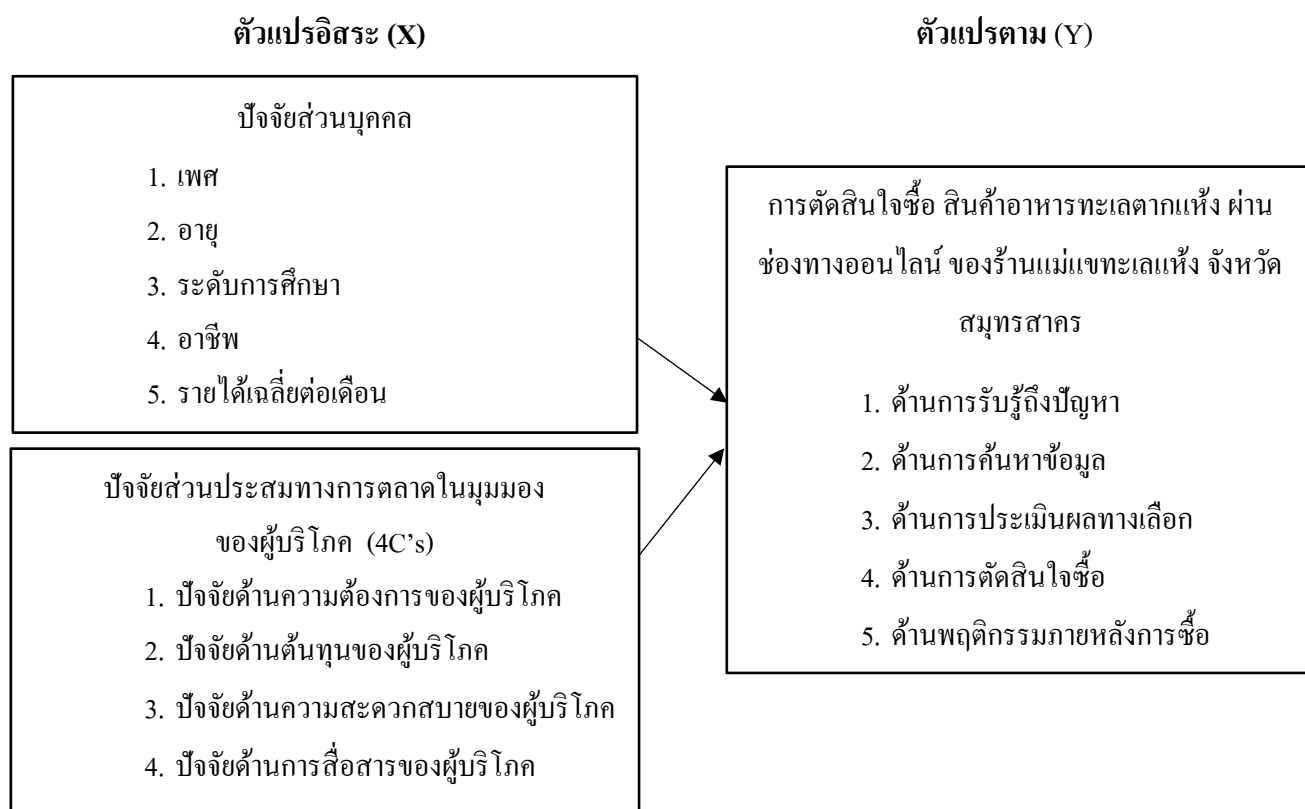 ตัวแปรอิสระ (X)
ปัจจัยส่วนบุคคล
1. เพศ
2. อายุ
3. ระดับการศึกษา
4. อาชีพ
5. รายได้เฉลี่ยต่อเดือน
ปัจจัยส่วนประสมทางการตลาดในมุมมอง
ของผู้บริโภค (4C’s)
1. ปัจจัยด้านความต้องการของผู้บริโภค
2. ปัจจัยด้านต้นทุนของผู้บริโภค
3. ปัจจัยด้านความสะดวกสบายของผู้บริโภค
4. ปัจจัยด้านการสื่อสารของผู้บริโภค
ตัวแปรตาม (Y)
การตัดสินใจซื้อ สินค้าอาหารทะเลตากแห้ง ผ่าน
ช่องทางออนไลน์ ของร้านแม่แขทะเลแห้ง จังหวัด
สมุทรสาคร
1. ด้านการรับรู้ถึงปัญหา
2. ด้านการค้นหาข้อมูล
3. ด้านการประเมินผลทางเลือก
4. ด้านการตัดสินใจซื้อ
5. ด้านพฤติกรรมภายหลังการซื้อ